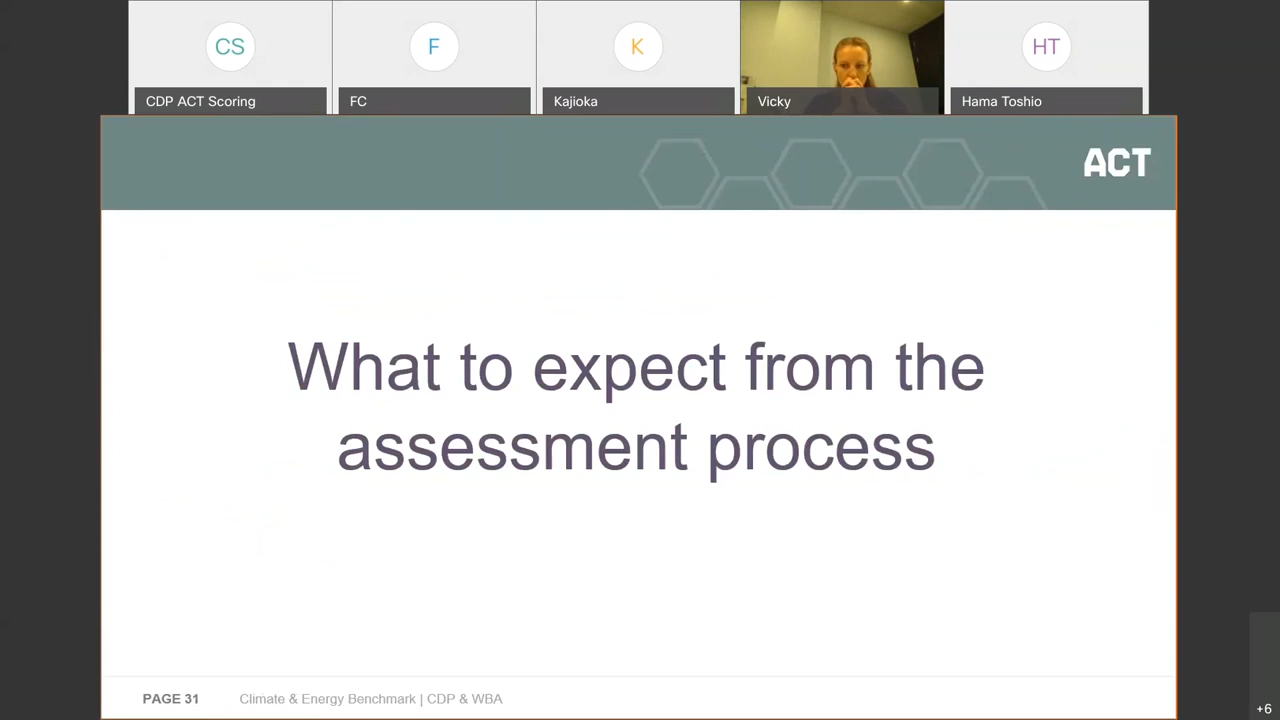 CS
F
K
HT
CDP ACT Scoring
FC
Kajioka
Vicky
Hama Toshio
ACT
What to expect from the
assessment process
PAGE 31
Climate & Energy Benchmark | CDP & WBA
+6